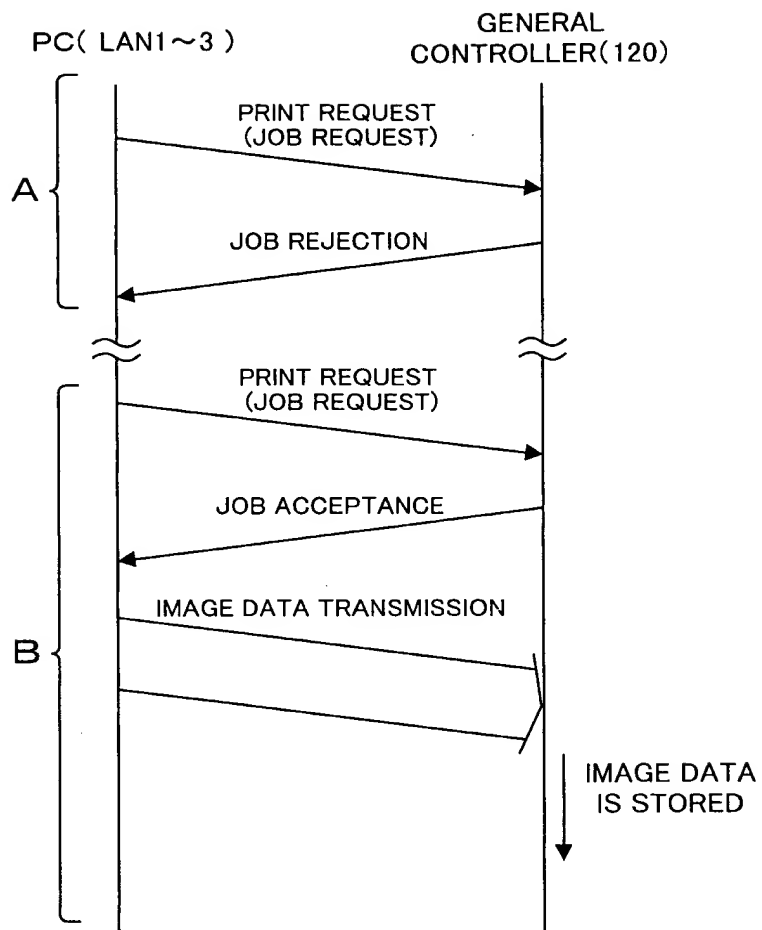 PC( LAN1～3 )
GENERAL
CONTROLLER(120)
A
PRINT REQUEST
(JOB REQUEST)
JOB REJECTION
B
PRINT REQUEST
(JOB REQUEST)
JOB ACCEPTANCE
IMAGE DATA TRANSMISSION
IMAGE DATA
IS STORED